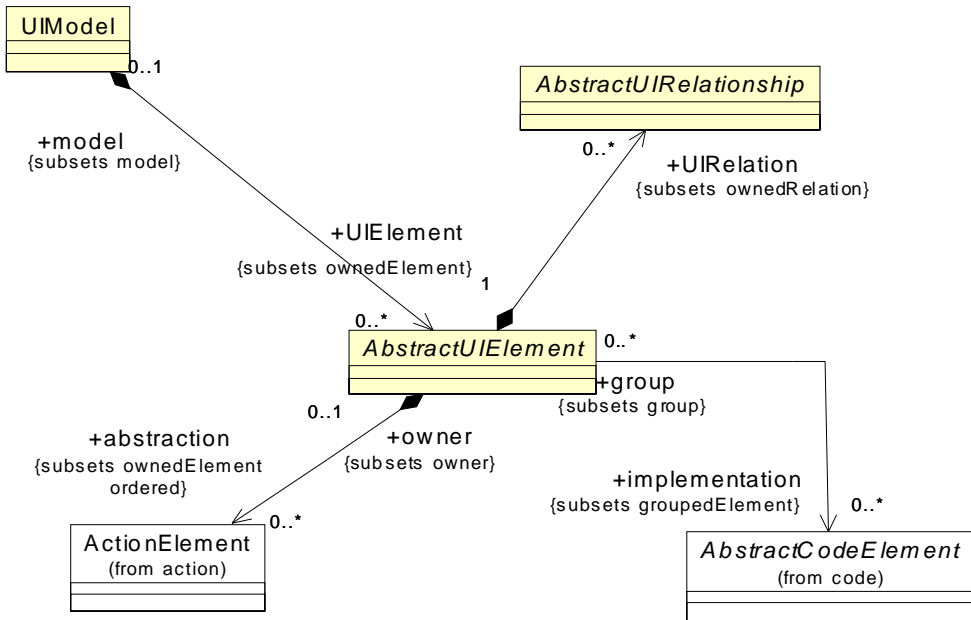 UIModel
0..1
AbstractUIRelationship
+model
{subsets model}
0..*
+UIRelation
{subsets ownedRelation}
+UIElement
{subsets ownedElement}
1
0..*
AbstractUIElement
0..*
+group
{subsets group}
0..1
+abstraction
{subsets ownedElement
ordered}
+owner
{subsets owner}
+implementation
{subsets groupedElement}
0..*
0..*
ActionElement
(from action)
AbstractCodeElement
(from code)